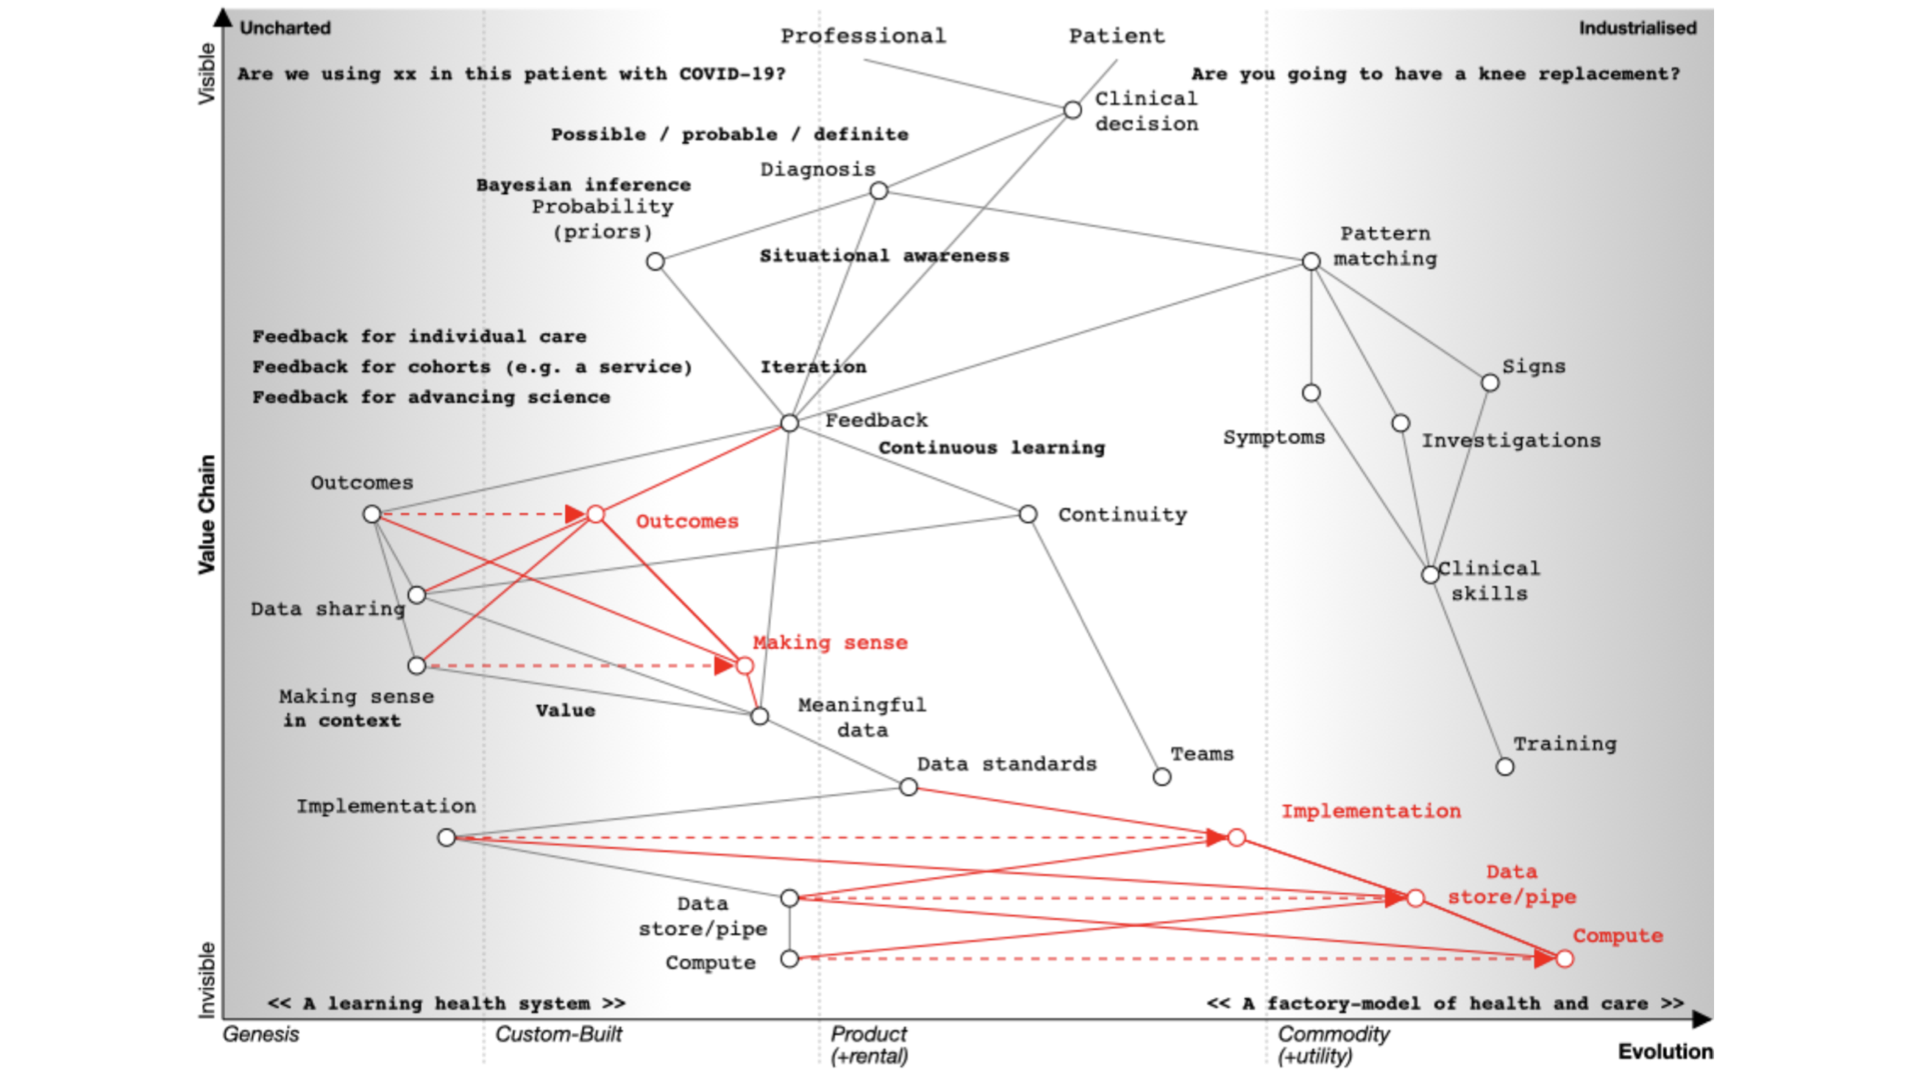 Uncharted
Industrialised
Professional
Patient
Visible
Are we using xx in this patient with COVID-19?
Are you going to have a knee replacement?
Clinical
decision
Possible / probable / definite
Diagnosis
Bayesian inference
Probability
(priors)
Pattern
matching
Situational awareness
Feedback for individual care
Feedback for cohorts (e.g. a service)
Feedback for advancing science
Iteration
Signs
Feedback
Symptoms
Investigations
Continuous learning
Outcomes
Outcomes
Continuity
Value Chain
Clinical
skills
Data sharing
Making sense
Making sense
in context
Value
Meaningful
data
Training
Teams
Data standards
Implementation
Implementation
Data
store/pipe
Data
store/pipe
Compute
Compute
Invisible
<< A learning health system >>
<< A factory-model of health and care >>
Genesis
Custom-Built
Product
(+rental)
Commodity
(+utility)
Evolution